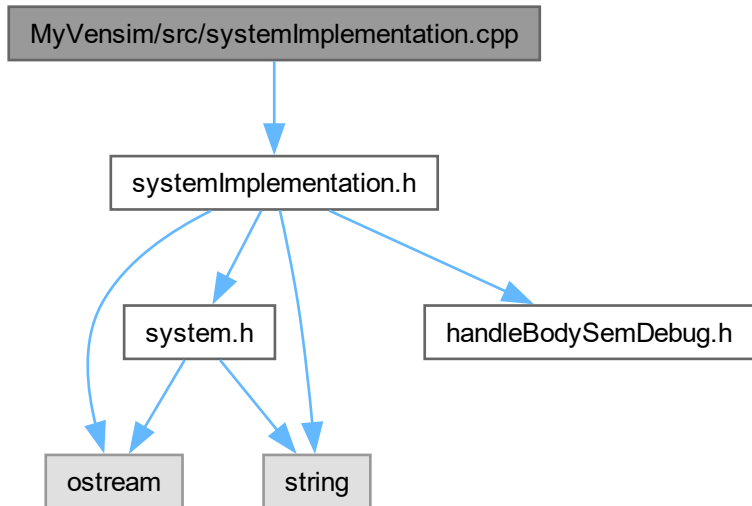 MyVensim/src/systemImplementation.cpp
systemImplementation.h
system.h
handleBodySemDebug.h
ostream
string